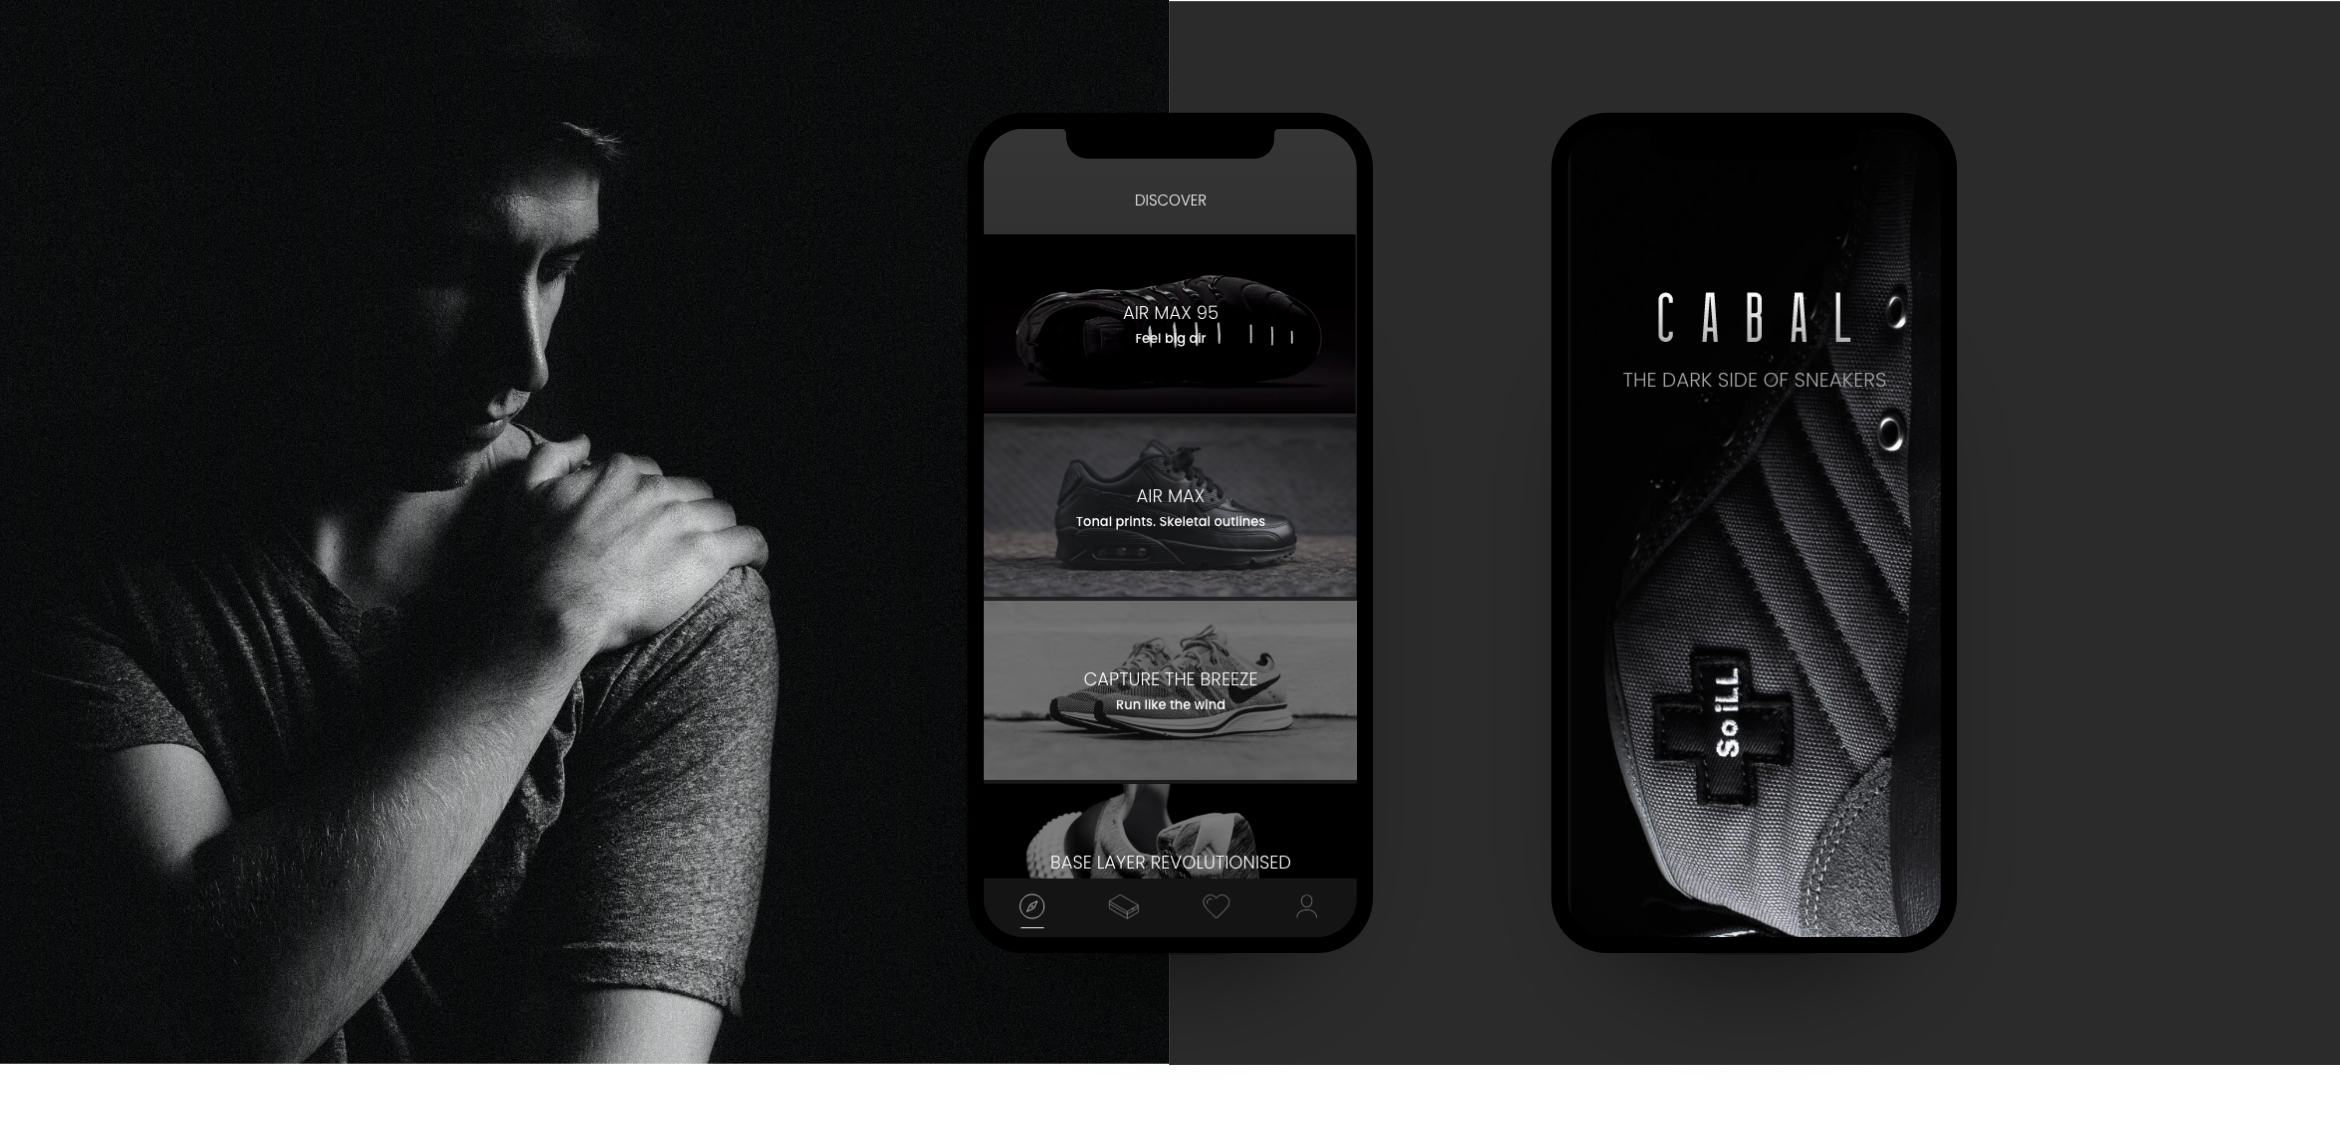 DISCOVER
AIR MAX 95
Feel big air
AIR MAX
Tonal prints. Skeletal outlines
CAPTURE THE BREEZE
Run like the wind
BASE LAYER REVOLUTIONISED
CABAL
THE DARK SIDE OF SNEAKERS
So iLL